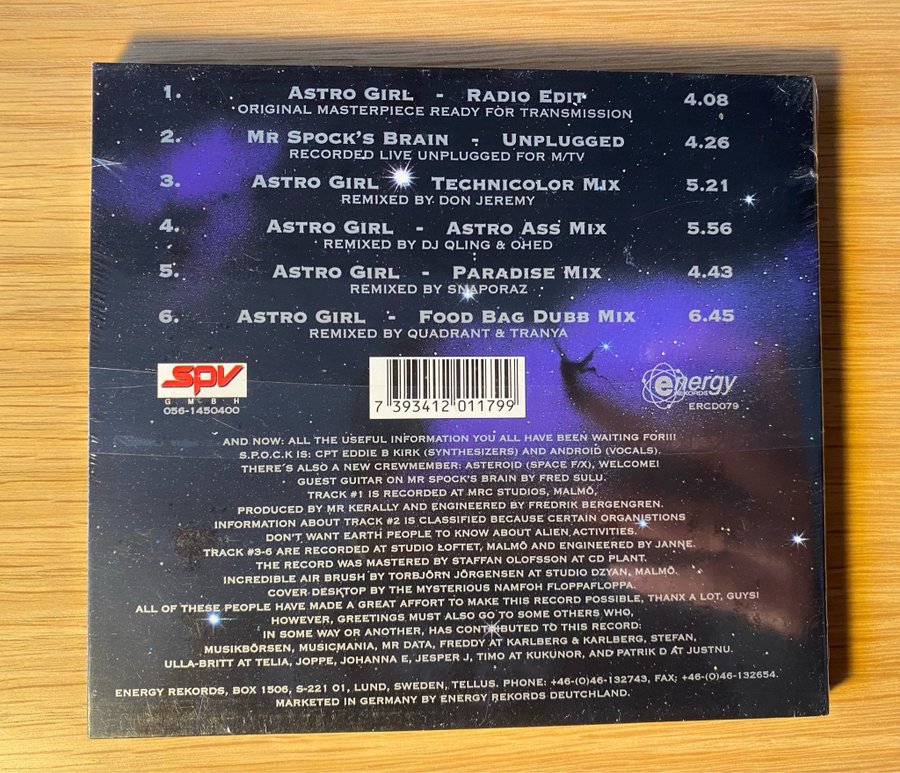 1. ASTRO GIRL - RADIO EDIT 4.08
ORIGINAL MASTERPIECE READY FOR TRANSMISSION
2. MR SPOCK'S BRAIN - UNPLUGGED 4.26
RECORDED LIVE UNPLUGGED FOR M/TV
3. ASTRO GIRL - TECHNICOLOR MIX 5.21
REMIXED BY DON JEREMY
4. ASTRO GIRL - ASTRO ASS MIX 5.56
REMIXED BY DJ QLING & OHED
5. ASTRO GIRL - PARADISE MIX 4.43
REMIXED BY SNAPORAZ
6. ASTRO GIRL - FOOD BAG DUBB MIX 6.45
REMIXED BY QUADRANT & TRANYA
spv
GMBH
056-1450400
7 393412 011799
energy
REKORDS
ERCD079
AND NOW: ALL THE USEFUL INFORMATION YOU ALL HAVE BEEN WAITING FOR!!!
S.P.O.C.K IS: CPT EDDIE B KIRK (SYNTHESIZERS) AND ANDROID (VOCALS).
THERE´S ALSO A NEW CREWMEMBER: ASTEROID (SPACE F/X), WELCOME!
GUEST GUITAR ON MR SPOCK'S BRAIN BY FRED SULU.
TRACK #1 IS RECORDED AT MRC STUDIOS, MALMÖ,
PRODUCED BY MR KERALLY AND ENGINEERED BY FREDRIK BERGENGREN.
INFORMATION ABOUT TRACK #2 IS CLASSIFIED BECAUSE CERTAIN ORGANISTIONS
DON'T WANT EARTH PEOPLE TO KNOW ABOUT ALIEN ACTIVITIES.
TRACK #3-6 ARE RECORDED AT STUDIO LOFTET, MALMÖ AND ENGINEERED BY JANNE.
THE RECORD WAS MASTERED BY STAFFAN OLOFSSON AT CD PLANT.
INCREDIBLE AIR BRUSH BY TORBJÖRN JÖRGENSEN AT STUDIO DZYAN, MALMÖ.
COVER DESKTOP BY THE MYSTERIOUS NAMFOH FLOPPAFLOPPA.
ALL OF THESE PEOPLE HAVE MADE A GREAT AFFORT TO MAKE THIS RECORD POSSIBLE, THANX A LOT, GUYS!
HOWEVER, GREETINGS MUST ALSO GO TO SOME OTHERS WHO,
IN SOME WAY OR ANOTHER, HAS CONTRIBUTED TO THIS RECORD:
MUSIKBÖRSEN, MUSICMANIA, MR DATA, FREDDY AT KARLBERG & KARLBERG, STEFAN,
ULLA-BRITT AT TELIA, JOPPE, JOHANNA E, JESPER J, TIMO AT KUKUNOR, AND PATRIK D AT JUSTNU.
ENERGY REKORDS, BOX 1506, S-221 01, LUND, SWEDEN, TELLUS. PHONE: +46-(0)46-132743, FAX; +46-(0)46-132654.
MARKETED IN GERMANY BY ENERGY REKORDS DEUTCHLAND.